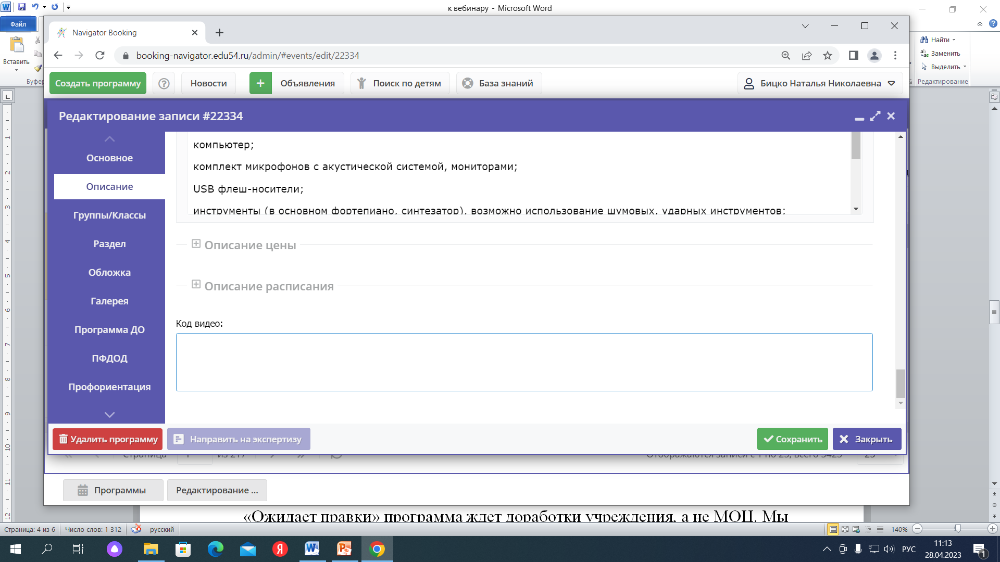 к вебинару - Microsoft Word
Файл
Вставить
Найти
Заменить
Выделить
Редактирование
Navigator Booking
booking-navigator.edu54.ru/admin/#events/edit/22334
Создать программу
Новости
Объявления
Поиск по детям
База знаний
Бицко Наталья Николаевна
Редактирование записи #22334
Основное
Описание
Группы/Классы
Раздел
Обложка
Галерея
Программа ДО
ПФДОД
Профориентация
компьютер;
комплект микрофонов с акустической системой, мониторами;
USB флеш-носители;
инструменты (в основном фортепиано, синтезатор), возможно использование шумовых, ударных инструментов;
Описание цены
Описание расписания
Код видео:
Удалить программу
Направить на экспертизу
Сохранить
Закрыть
Страница
из 217
Программы
Редактирование ...
«Ожидает правки» программа ждет доработки учреждения, а не МОЦ. Мы
Страница: 4 из 6
Число слов: 1 312
русский
140%
РУС
11:13
28.04.2023
1